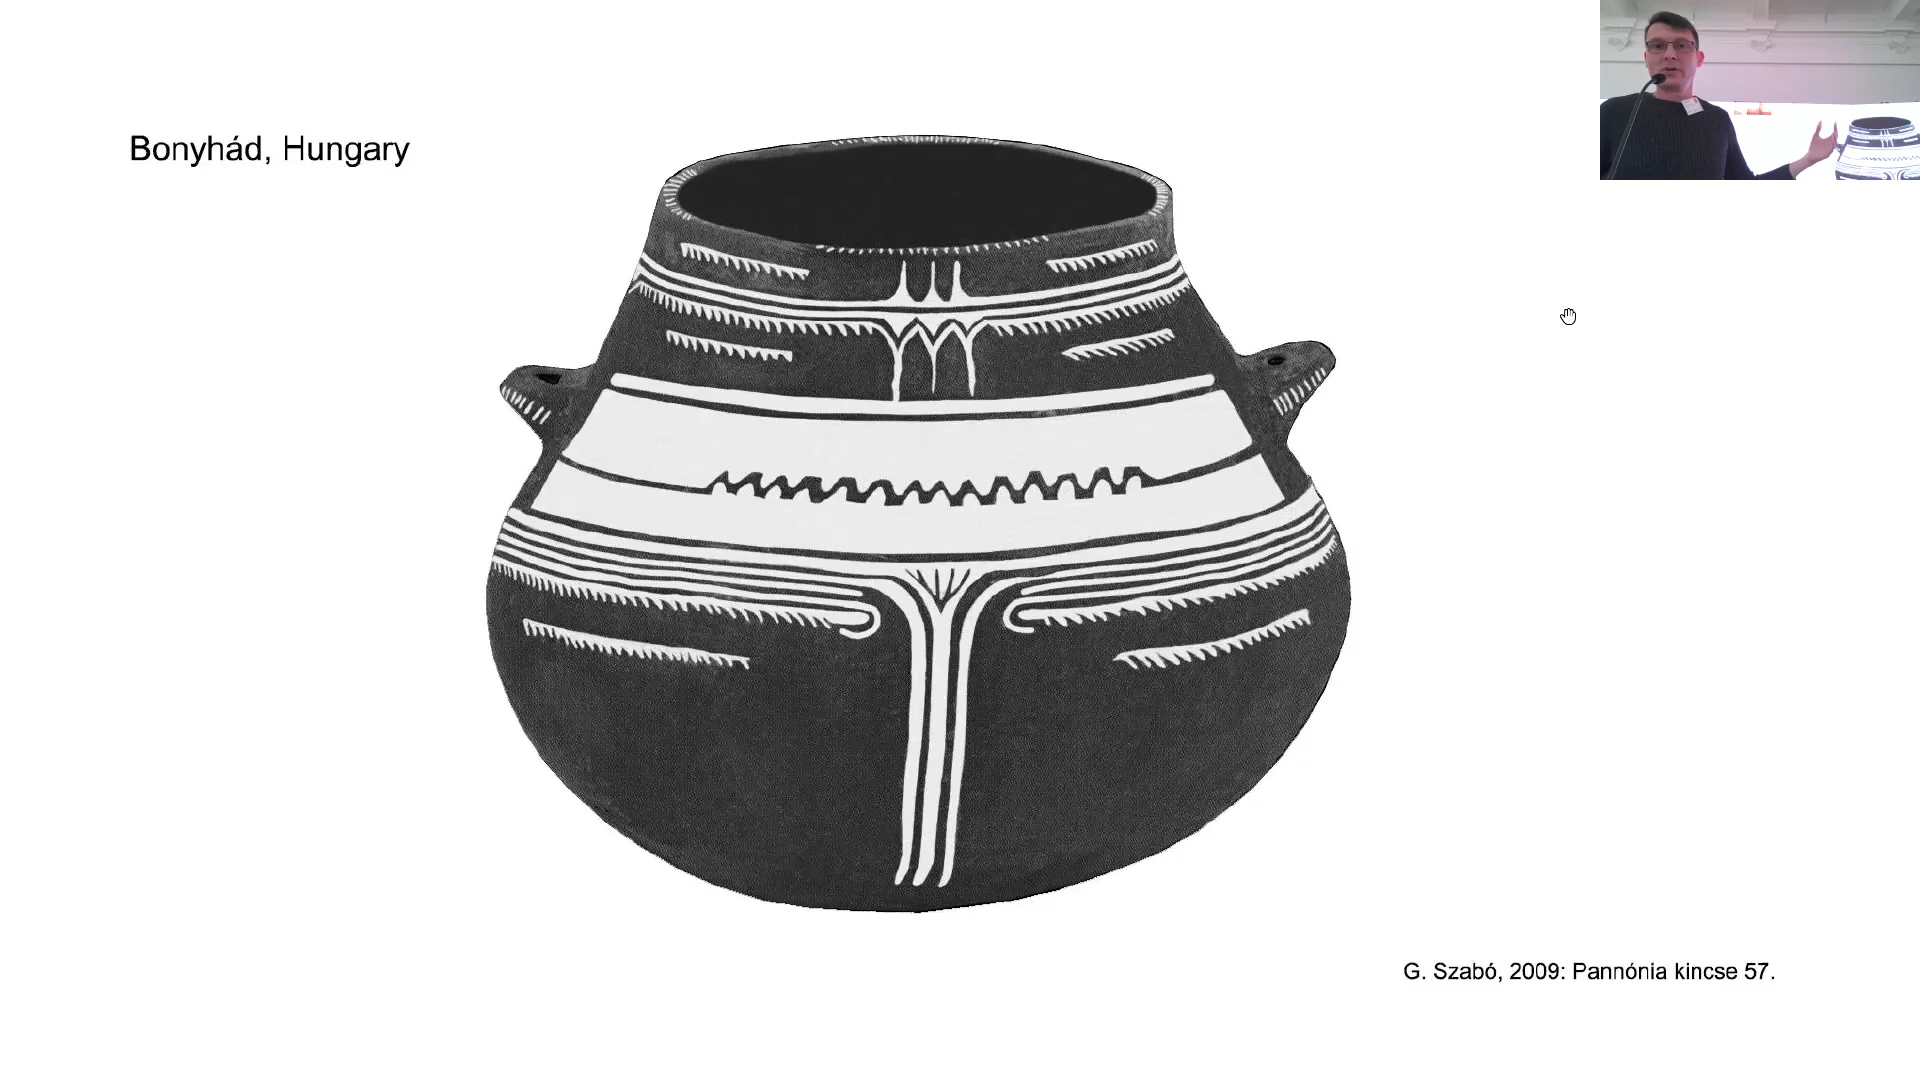 Bonyhád, Hungary
G. Szabó, 2009: Pannónia kincse 57.